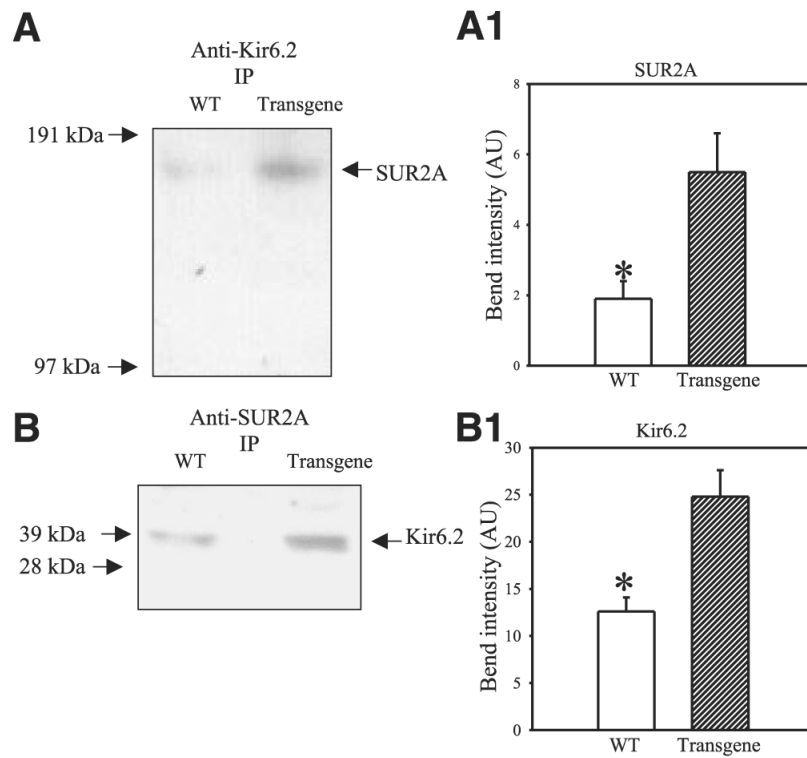 A
Anti-Kir6.2
IP
WT Transgene
191 kDa
SUR2A
97 kDa
A1
SUR2A
Bend intensity (AU)
8
6
4
2
0
*
WT Transgene
B
Anti-SUR2A
IP
WT Transgene
39 kDa
Kir6.2
28 kDa
B1
Kir6.2
Bend intensity (AU)
30
25
20
15
10
5
0
*
WT Transgene